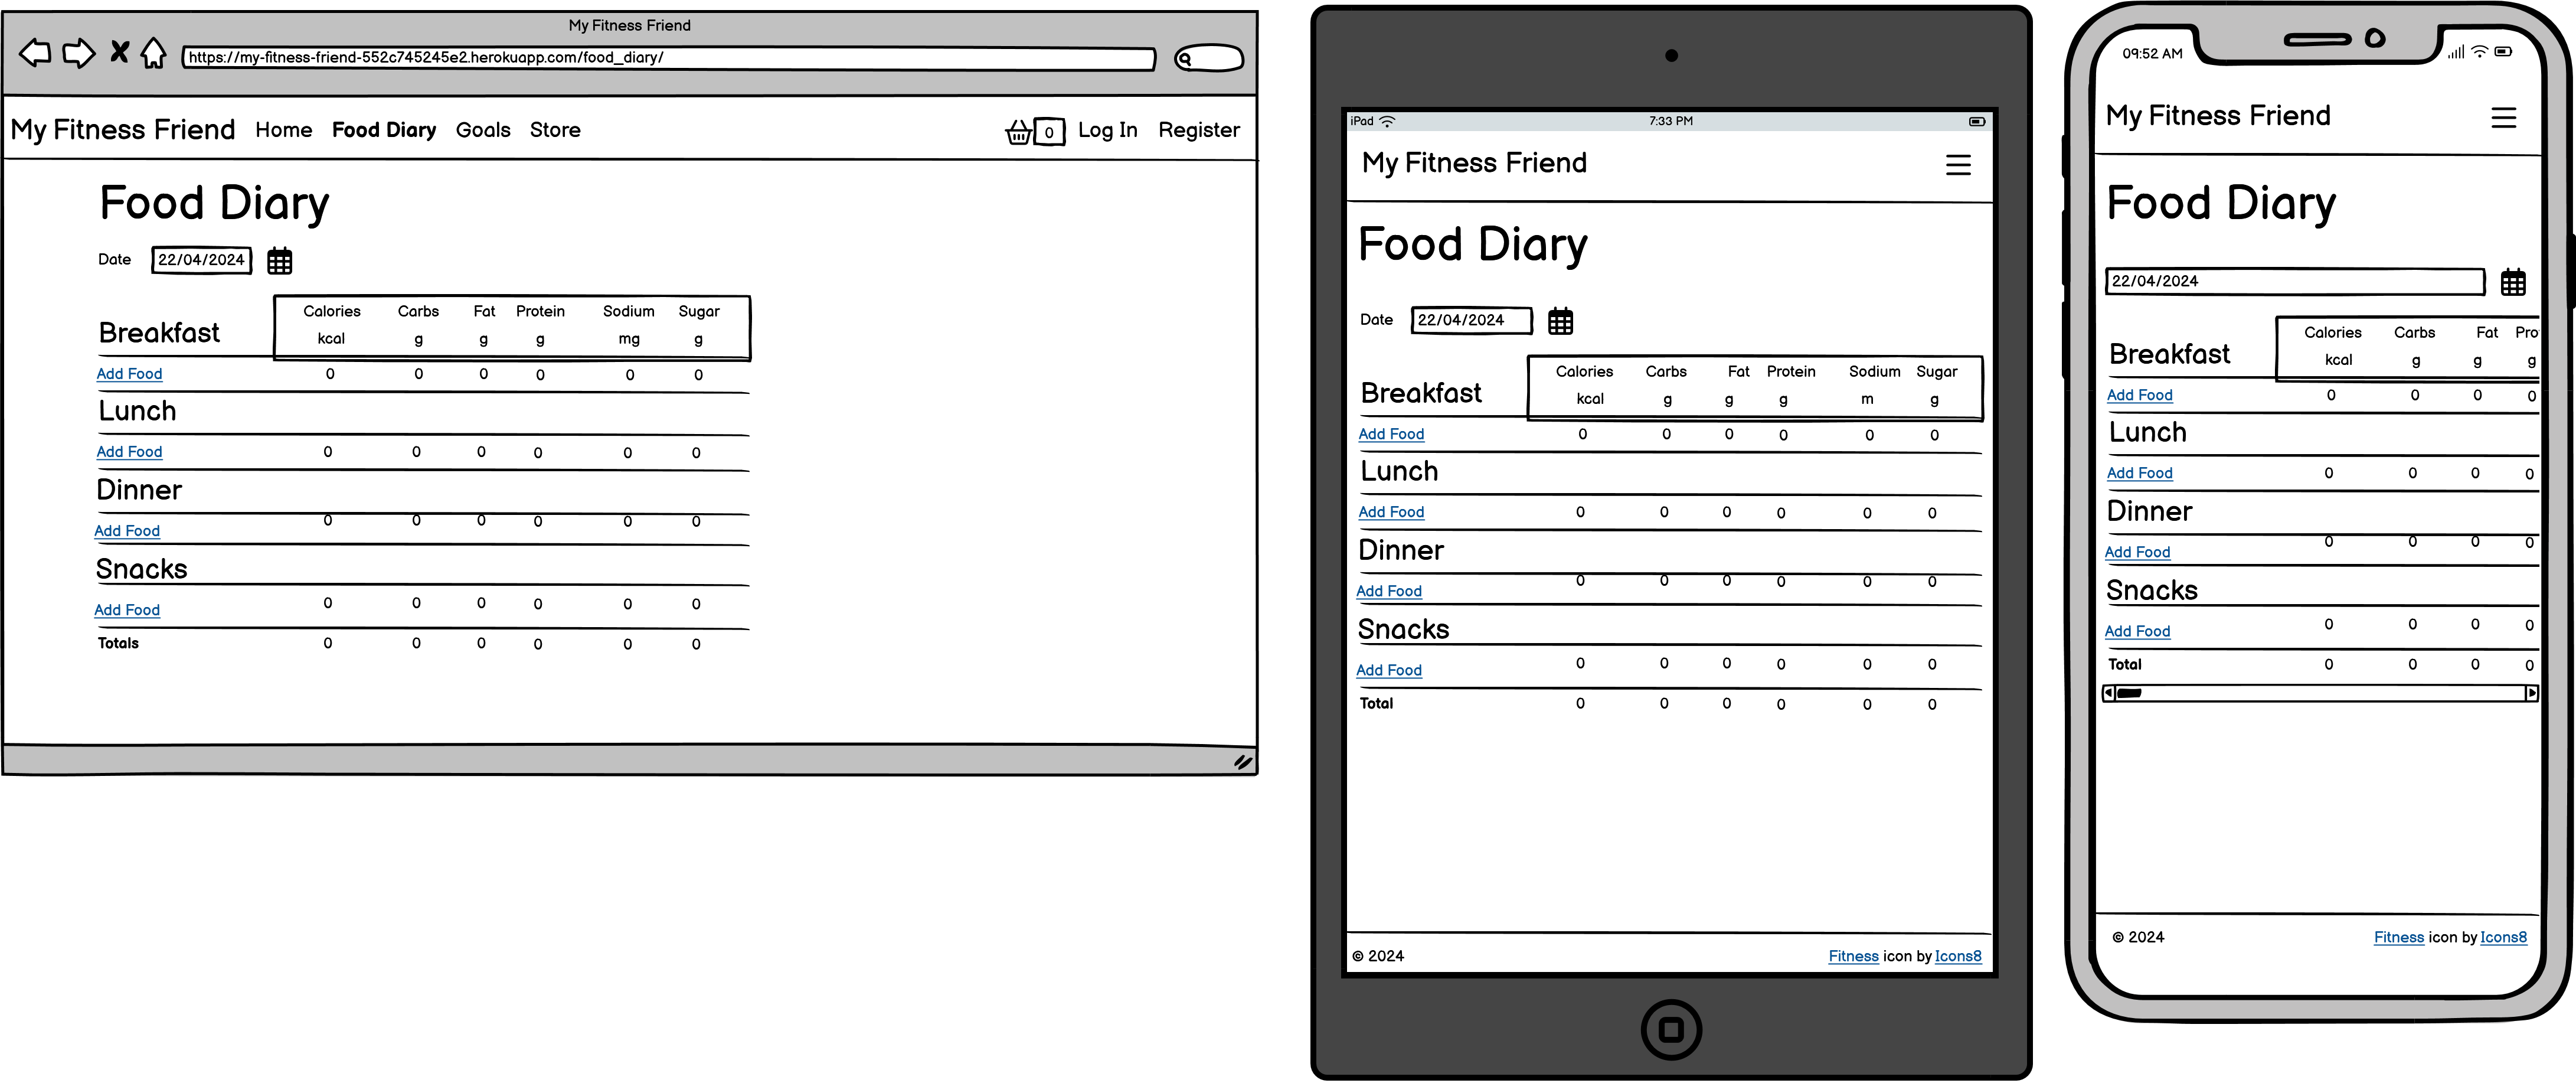 My Fitness Friend
https://my-fitness-friend-552c745245e2.herokuapp.com/food_diary/
My Fitness Friend Home Food Diary Goals Store 0 Log In Register
Food Diary
Date 22/04/2024
Calories Carbs Fat Protein Sodium Sugar
Breakfast kcal g g g mg g
Add Food 0 0 0 0 0 0
Lunch
Add Food 0 0 0 0 0 0
Dinner
Add Food 0 0 0 0 0 0
Snacks
Add Food 0 0 0 0 0 0
Totals 0 0 0 0 0 0
iPad 7:33 PM
My Fitness Friend
Food Diary
Date 22/04/2024
Calories Carbs Fat Protein Sodium Sugar
Breakfast kcal g g g m g
Add Food 0 0 0 0 0 0
Lunch
Add Food 0 0 0 0 0 0
Dinner
Add Food 0 0 0 0 0 0
Snacks
Add Food 0 0 0 0 0 0
Total 0 0 0 0 0 0
© 2024 Fitness icon by Icons8
09:52 AM
My Fitness Friend
Food Diary
22/04/2024
Calories Carbs Fat Pro
Breakfast kcal g g g
Add Food 0 0 0 0
Lunch
Add Food 0 0 0 0
Dinner
Add Food 0 0 0 0
Snacks
Add Food 0 0 0 0
Total 0 0 0 0
© 2024 Fitness icon by Icons8